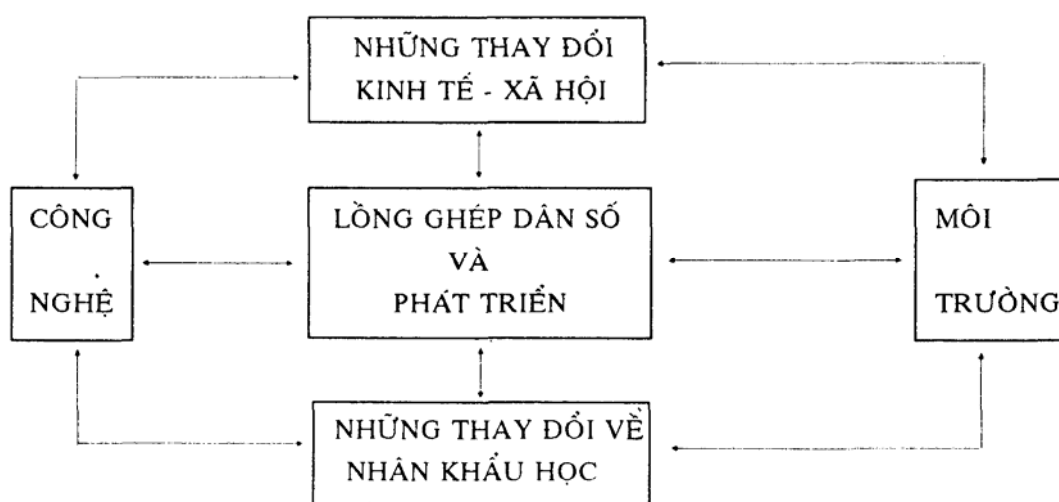 NHỮNG THAY ĐỔI
KINH TẾ - XÃ HỘI
CÔNG
NGHỆ
LỒNG GHÉP DÂN SỐ
VÀ
PHÁT TRIỂN
MÔI
TRƯỜNG
NHỮNG THAY ĐỔI VỀ
NHÂN KHẨU HỌC